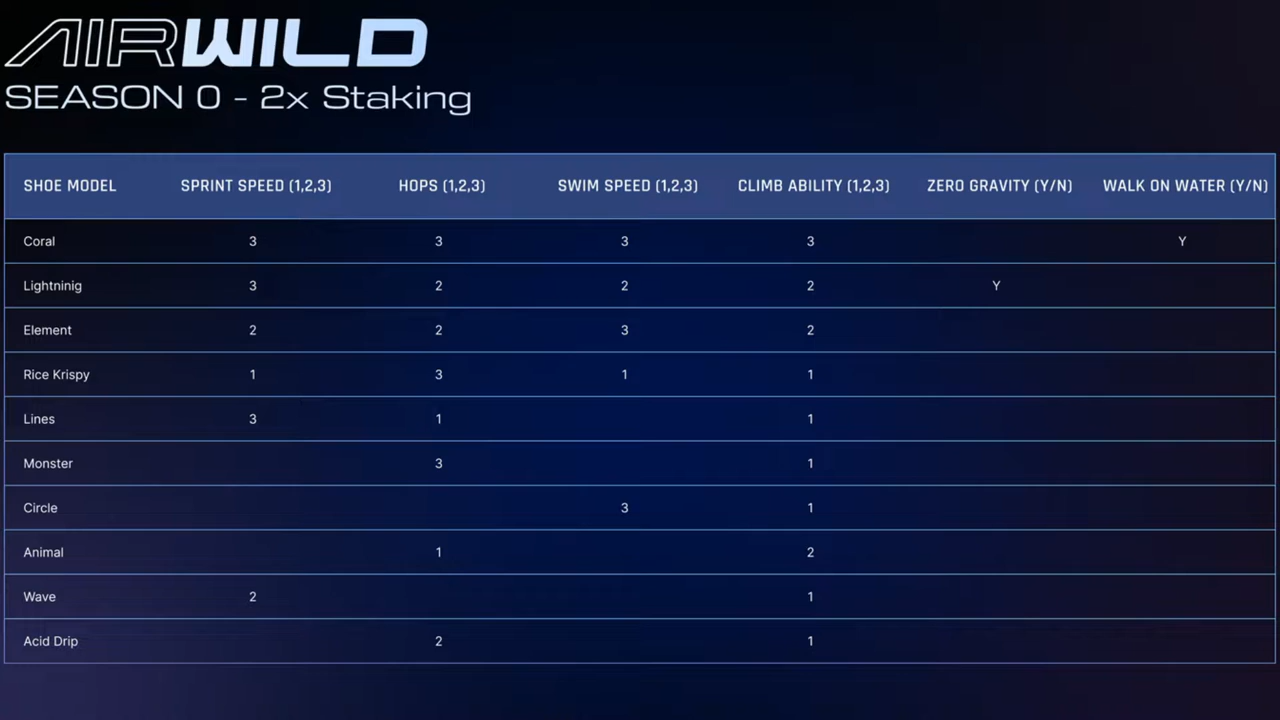 AIRWILD
SEASON 0 - 2x Staking
SHOE MODEL SPRINT SPEED (1,2,3) HOPS (1,2,3) SWIM SPEED (1,2,3) CLIMB ABILITY (1,2,3) ZERO GRAVITY (Y/N) WALK ON WATER (Y/N)
Coral 3 3 3 3 Y
Lightninig 3 2 2 2 Y
Element 2 2 3 2
Rice Krispy 1 3 1 1
Lines 3 1 1
Monster 3 1
Circle 3 1
Animal 1 2
Wave 2 1
Acid Drip 2 1